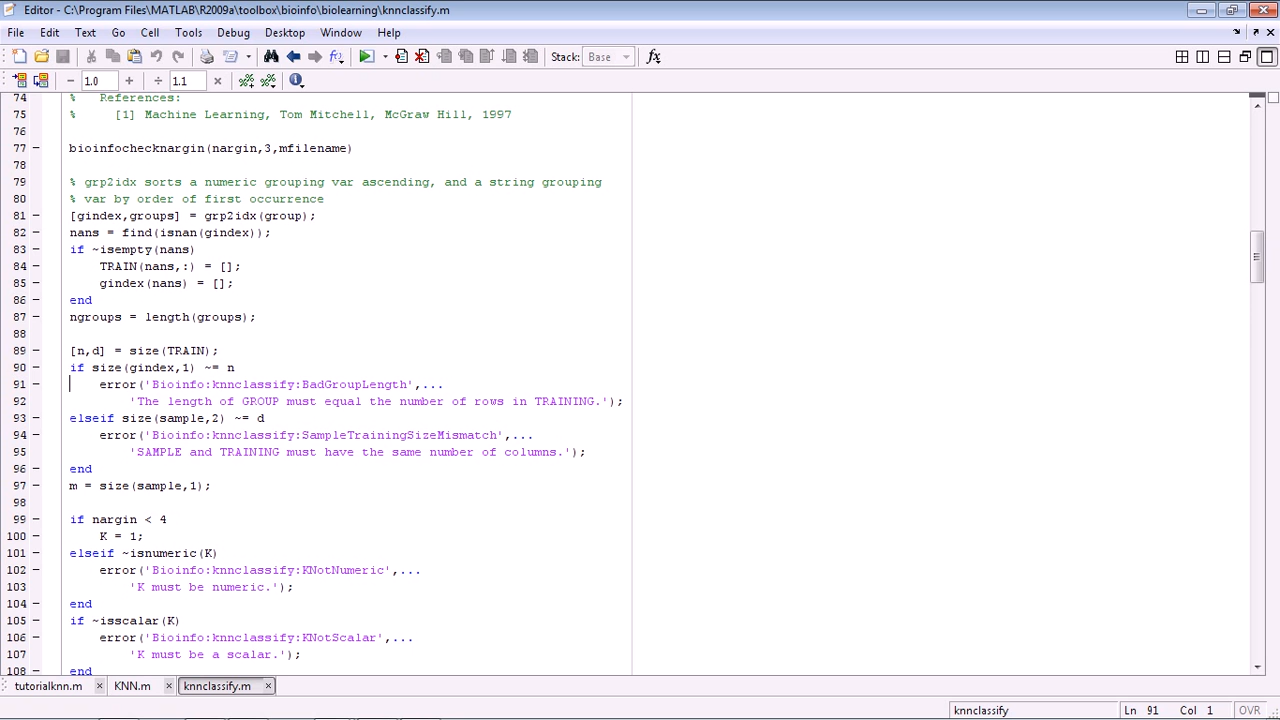 Editor - C:\Program Files\MATLAB\R2009a\toolbox\bioinfo\biolearning\knnclassify.m
File Edit Text Go Cell Tools Debug Desktop Window Help
Stack: Base fx
− 1.0 + ÷ 1.1 ×
74 % References:
75 % [1] Machine Learning, Tom Mitchell, McGraw Hill, 1997
76
77 − bioinfochecknargin(nargin,3,mfilename)
78
79 % grp2idx sorts a numeric grouping var ascending, and a string grouping
80 % var by order of first occurrence
81 − [gindex,groups] = grp2idx(group);
82 − nans = find(isnan(gindex));
83 − if ~isempty(nans)
84 − TRAIN(nans,:) = [];
85 − gindex(nans) = [];
86 − end
87 − ngroups = length(groups);
88
89 − [n,d] = size(TRAIN);
90 − if size(gindex,1) ~= n
91 − error('Bioinfo:knnclassify:BadGroupLength',...
92 'The length of GROUP must equal the number of rows in TRAINING.');
93 − elseif size(sample,2) ~= d
94 − error('Bioinfo:knnclassify:SampleTrainingSizeMismatch',...
95 'SAMPLE and TRAINING must have the same number of columns.');
96 − end
97 − m = size(sample,1);
98
99 − if nargin < 4
100 − K = 1;
101 − elseif ~isnumeric(K)
102 − error('Bioinfo:knnclassify:KNotNumeric',...
103 'K must be numeric.');
104 − end
105 − if ~isscalar(K)
106 − error('Bioinfo:knnclassify:KNotScalar',...
107 'K must be a scalar.');
108 − end
tutorialknn.m × KNN.m × knnclassify.m ×
knnclassify Ln 91 Col 1 OVR